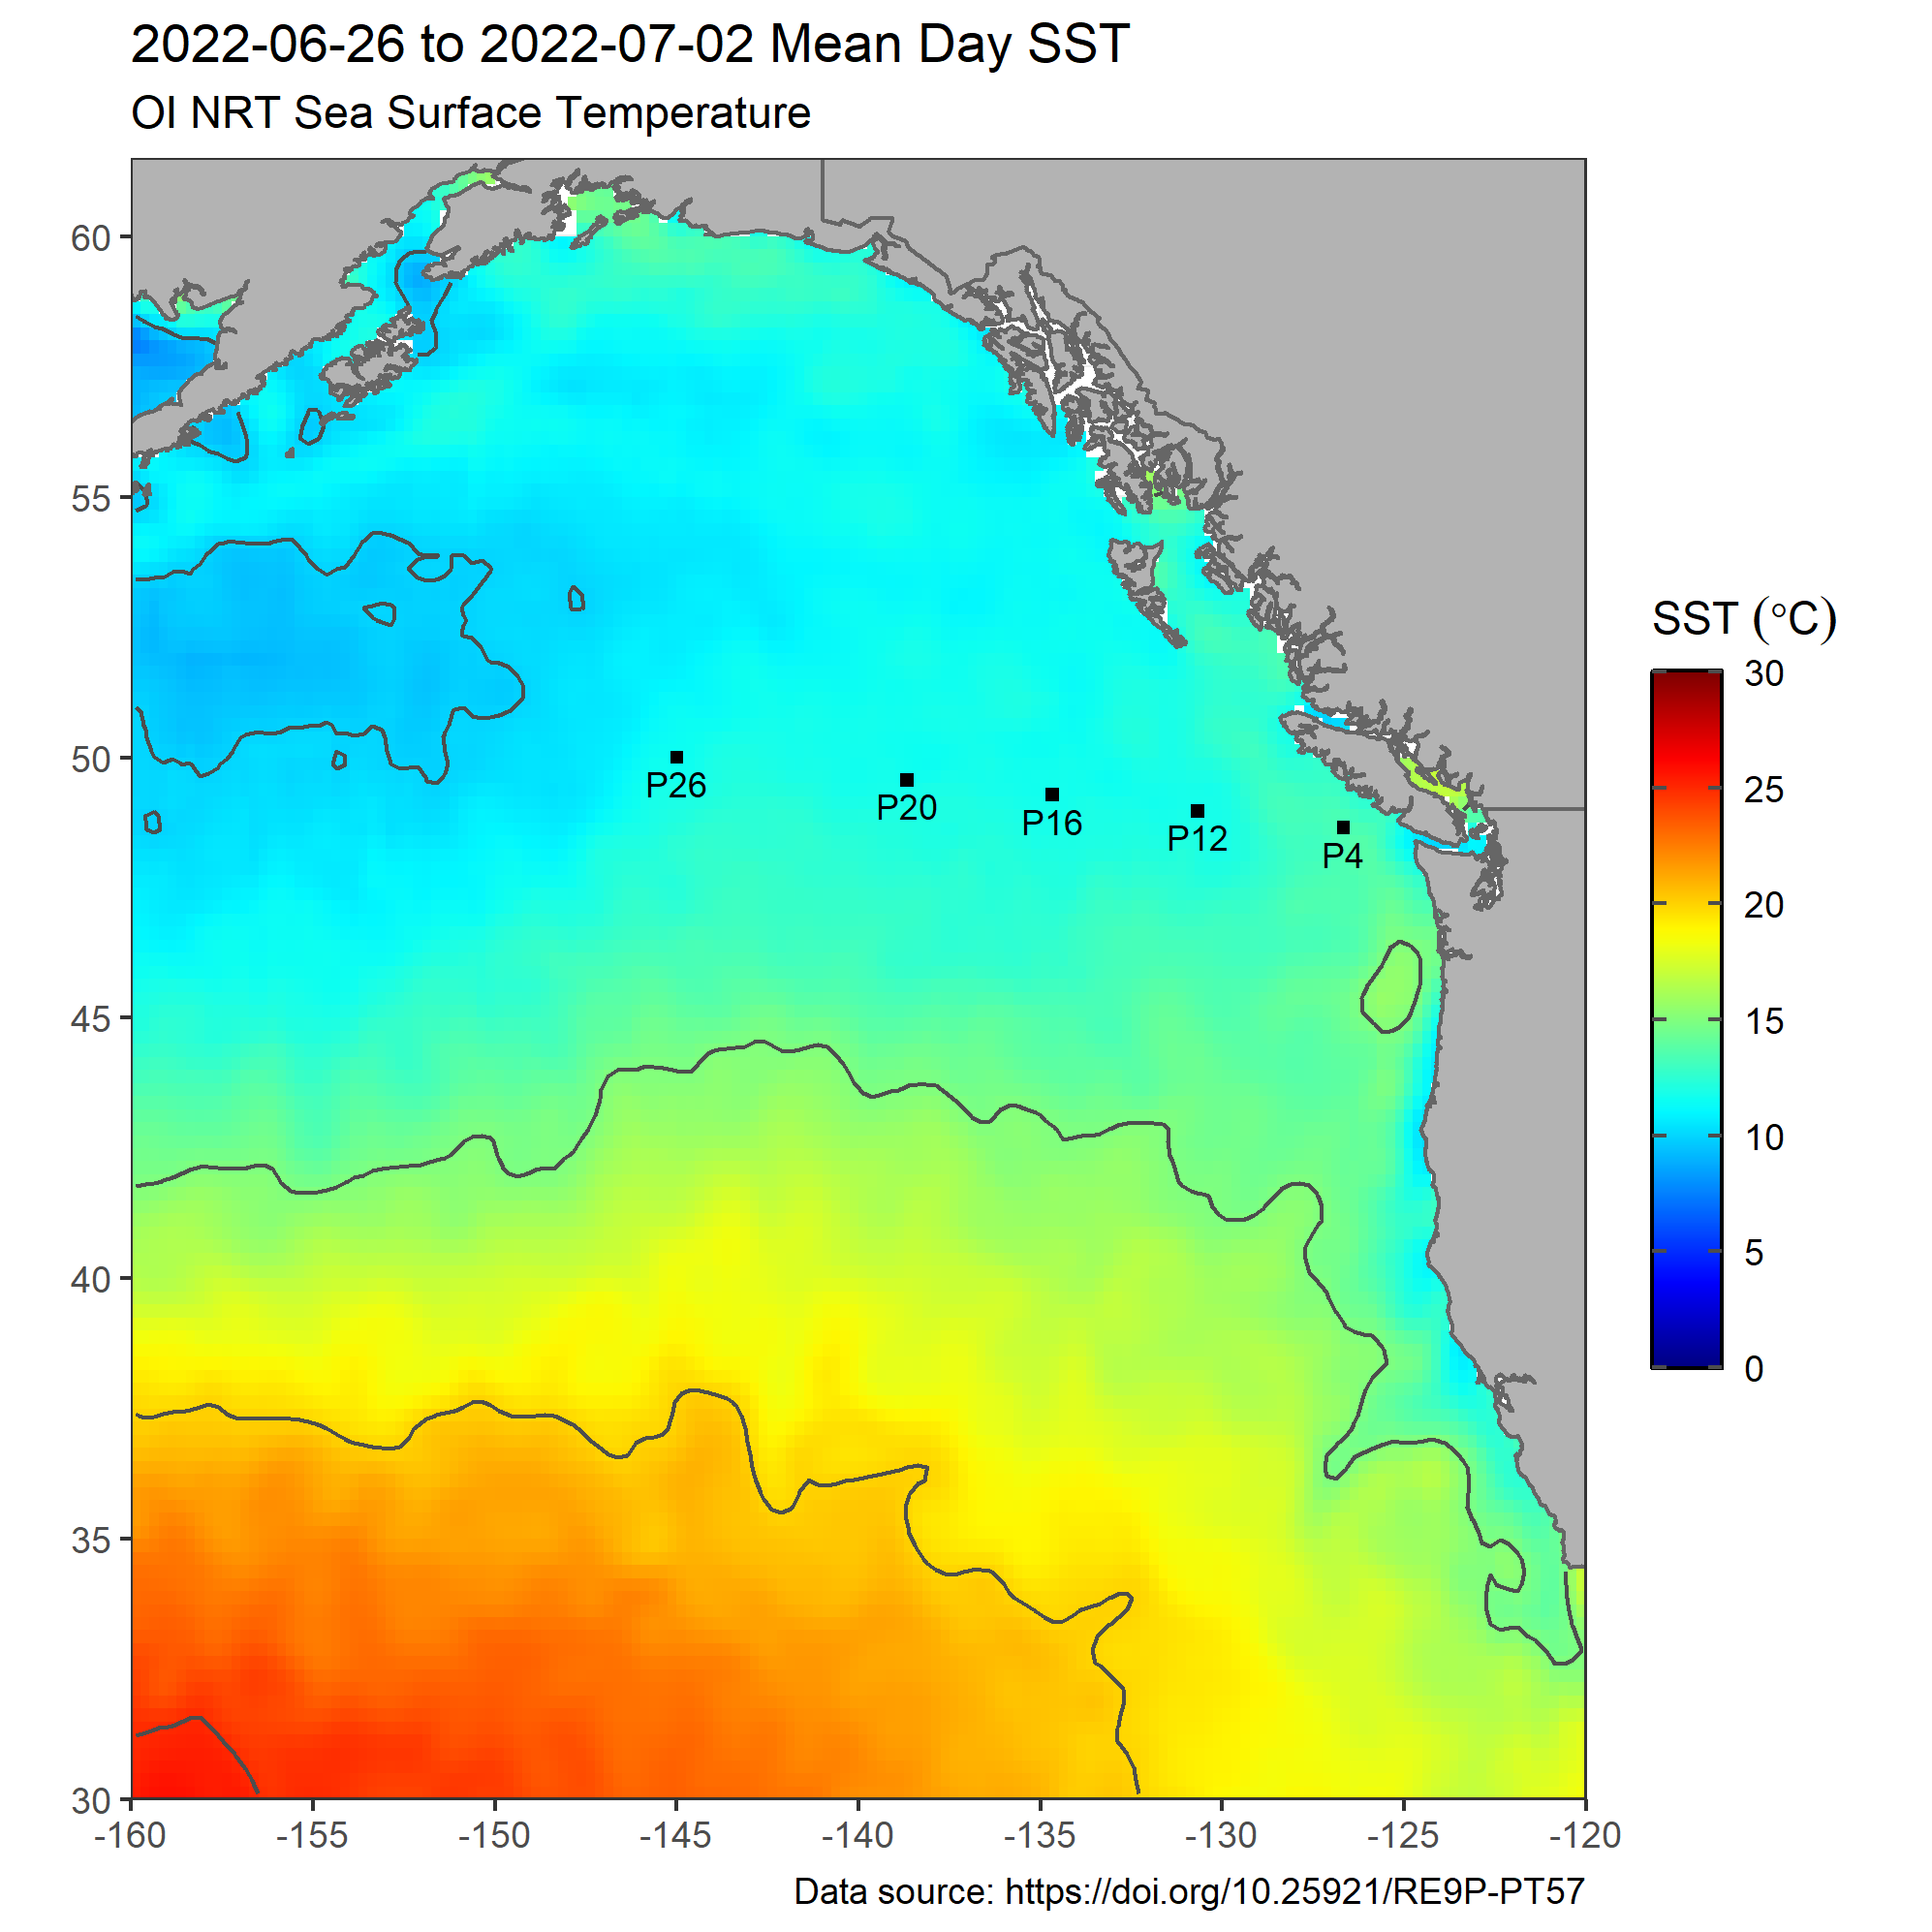 2022-06-26 to 2022-07-02 Mean Day SST
OI NRT Sea Surface Temperature
60
55
50
45
40
35
30
P26
P20
P16
P12
P4
SST (°C)
30
25
20
15
10
5
0
-160
-155
-150
-145
-140
-135
-130
-125
-120
Data source: https://doi.org/10.25921/RE9P-PT57